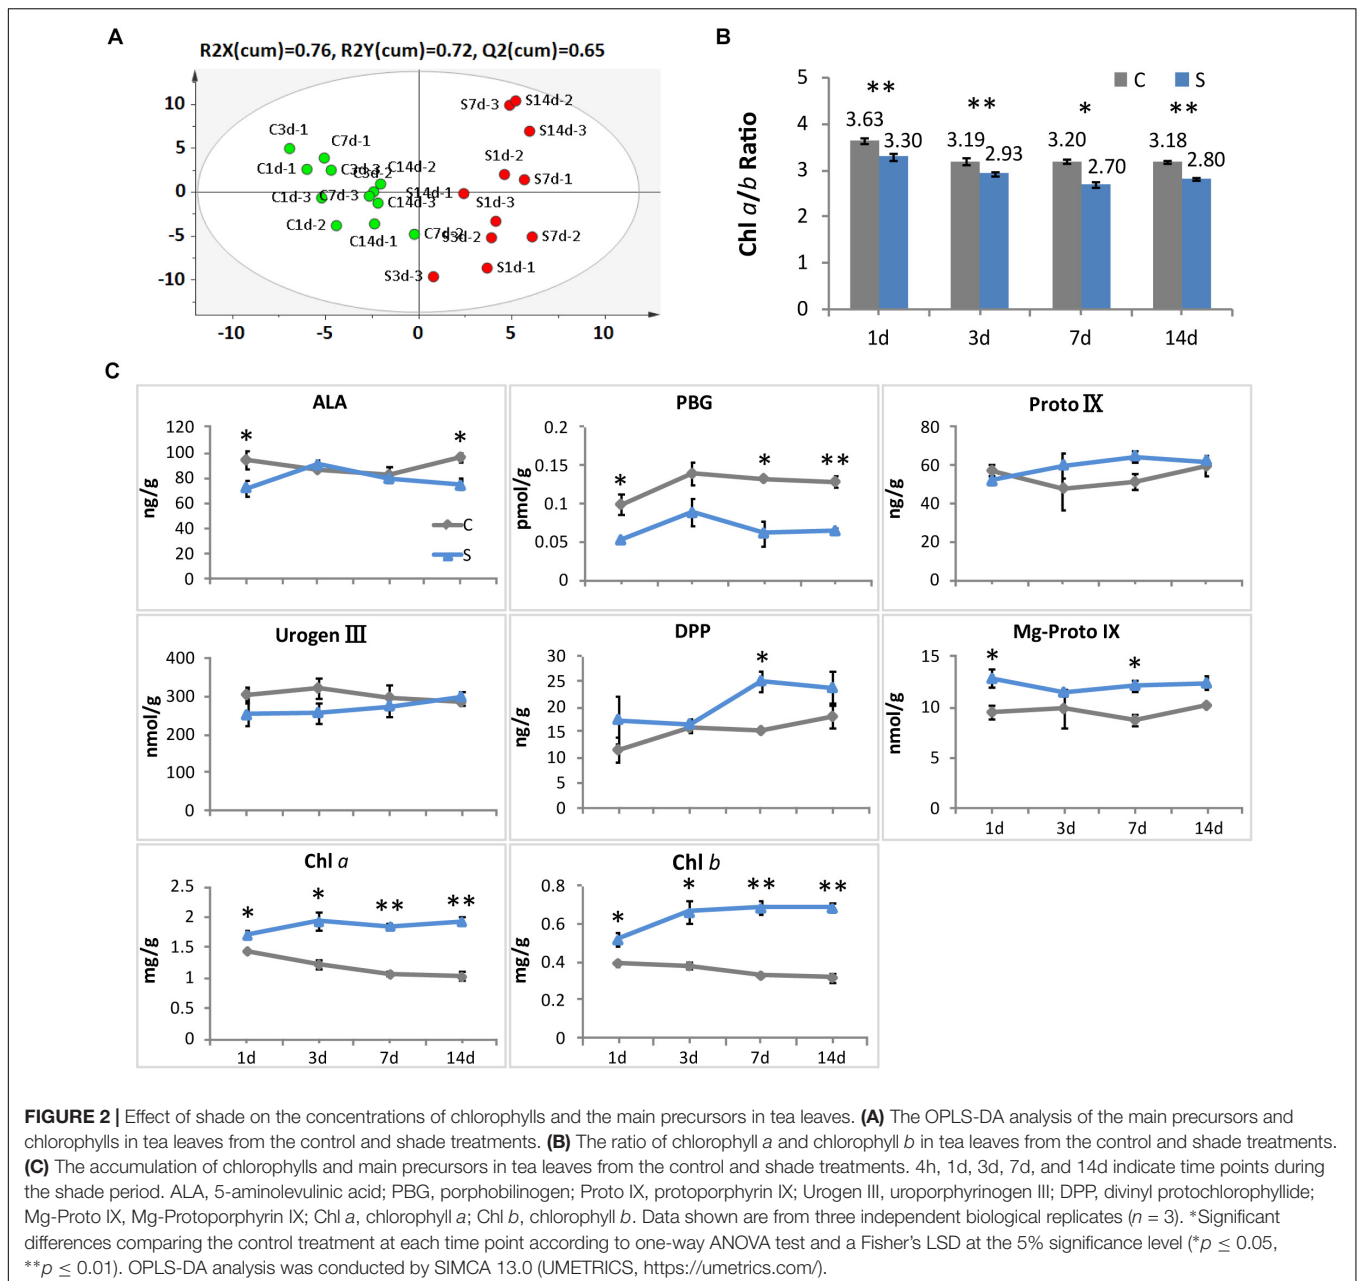 A
R2X(cum)=0.76, R2Y(cum)=0.72, Q2(cum)=0.65
10
5
0
-5
-10
-10
-5
0
5
10
C3d-1
C7d-1
C1d-1
C3d-3
C14d-2
C3d-2
C1d-3
C7d-3
C14d-3
C1d-2
C14d-1
C7d-2
S7d-3
S14d-2
S14d-3
S1d-2
S7d-1
S14d-1
S1d-3
S3d-2
S7d-2
S3d-3
S1d-1
B
Chl a/b Ratio
5
4
3
2
1
0
C
S
**
**
*
**
3.63
3.30
3.19
2.93
3.20
2.70
3.18
2.80
1d
3d
7d
14d
C
ALA
ng/g
120
100
80
60
40
20
0
*
*
C
S
PBG
pmol/g
0.2
0.15
0.1
0.05
0
*
*
**
Proto IX
ng/g
80
60
40
20
0
Urogen III
nmol/g
400
300
200
100
0
DPP
ng/g
30
25
20
15
10
5
0
*
Mg-Proto IX
nmol/g
15
10
5
0
*
*
1d
3d
7d
14d
Chl a
mg/g
2.5
2
1.5
1
0.5
0
*
*
**
**
1d
3d
7d
14d
Chl b
mg/g
0.8
0.6
0.4
0.2
0
*
*
**
**
1d
3d
7d
14d
FIGURE 2 | Effect of shade on the concentrations of chlorophylls and the main precursors in tea leaves. (A) The OPLS-DA analysis of the main precursors and
chlorophylls in tea leaves from the control and shade treatments. (B) The ratio of chlorophyll a and chlorophyll b in tea leaves from the control and shade treatments.
(C) The accumulation of chlorophylls and main precursors in tea leaves from the control and shade treatments. 4h, 1d, 3d, 7d, and 14d indicate time points during
the shade period. ALA, 5-aminolevulinic acid; PBG, porphobilinogen; Proto IX, protoporphyrin IX; Urogen III, uroporphyrinogen III; DPP, divinyl protochlorophyllide;
Mg-Proto IX, Mg-Protoporphyrin IX; Chl a, chlorophyll a; Chl b, chlorophyll b. Data shown are from three independent biological replicates (n = 3). *Significant
differences comparing the control treatment at each time point according to one-way ANOVA test and a Fisher's LSD at the 5% significance level (*p ≤ 0.05,
**p ≤ 0.01). OPLS-DA analysis was conducted by SIMCA 13.0 (UMETRICS, https://umetrics.com/).